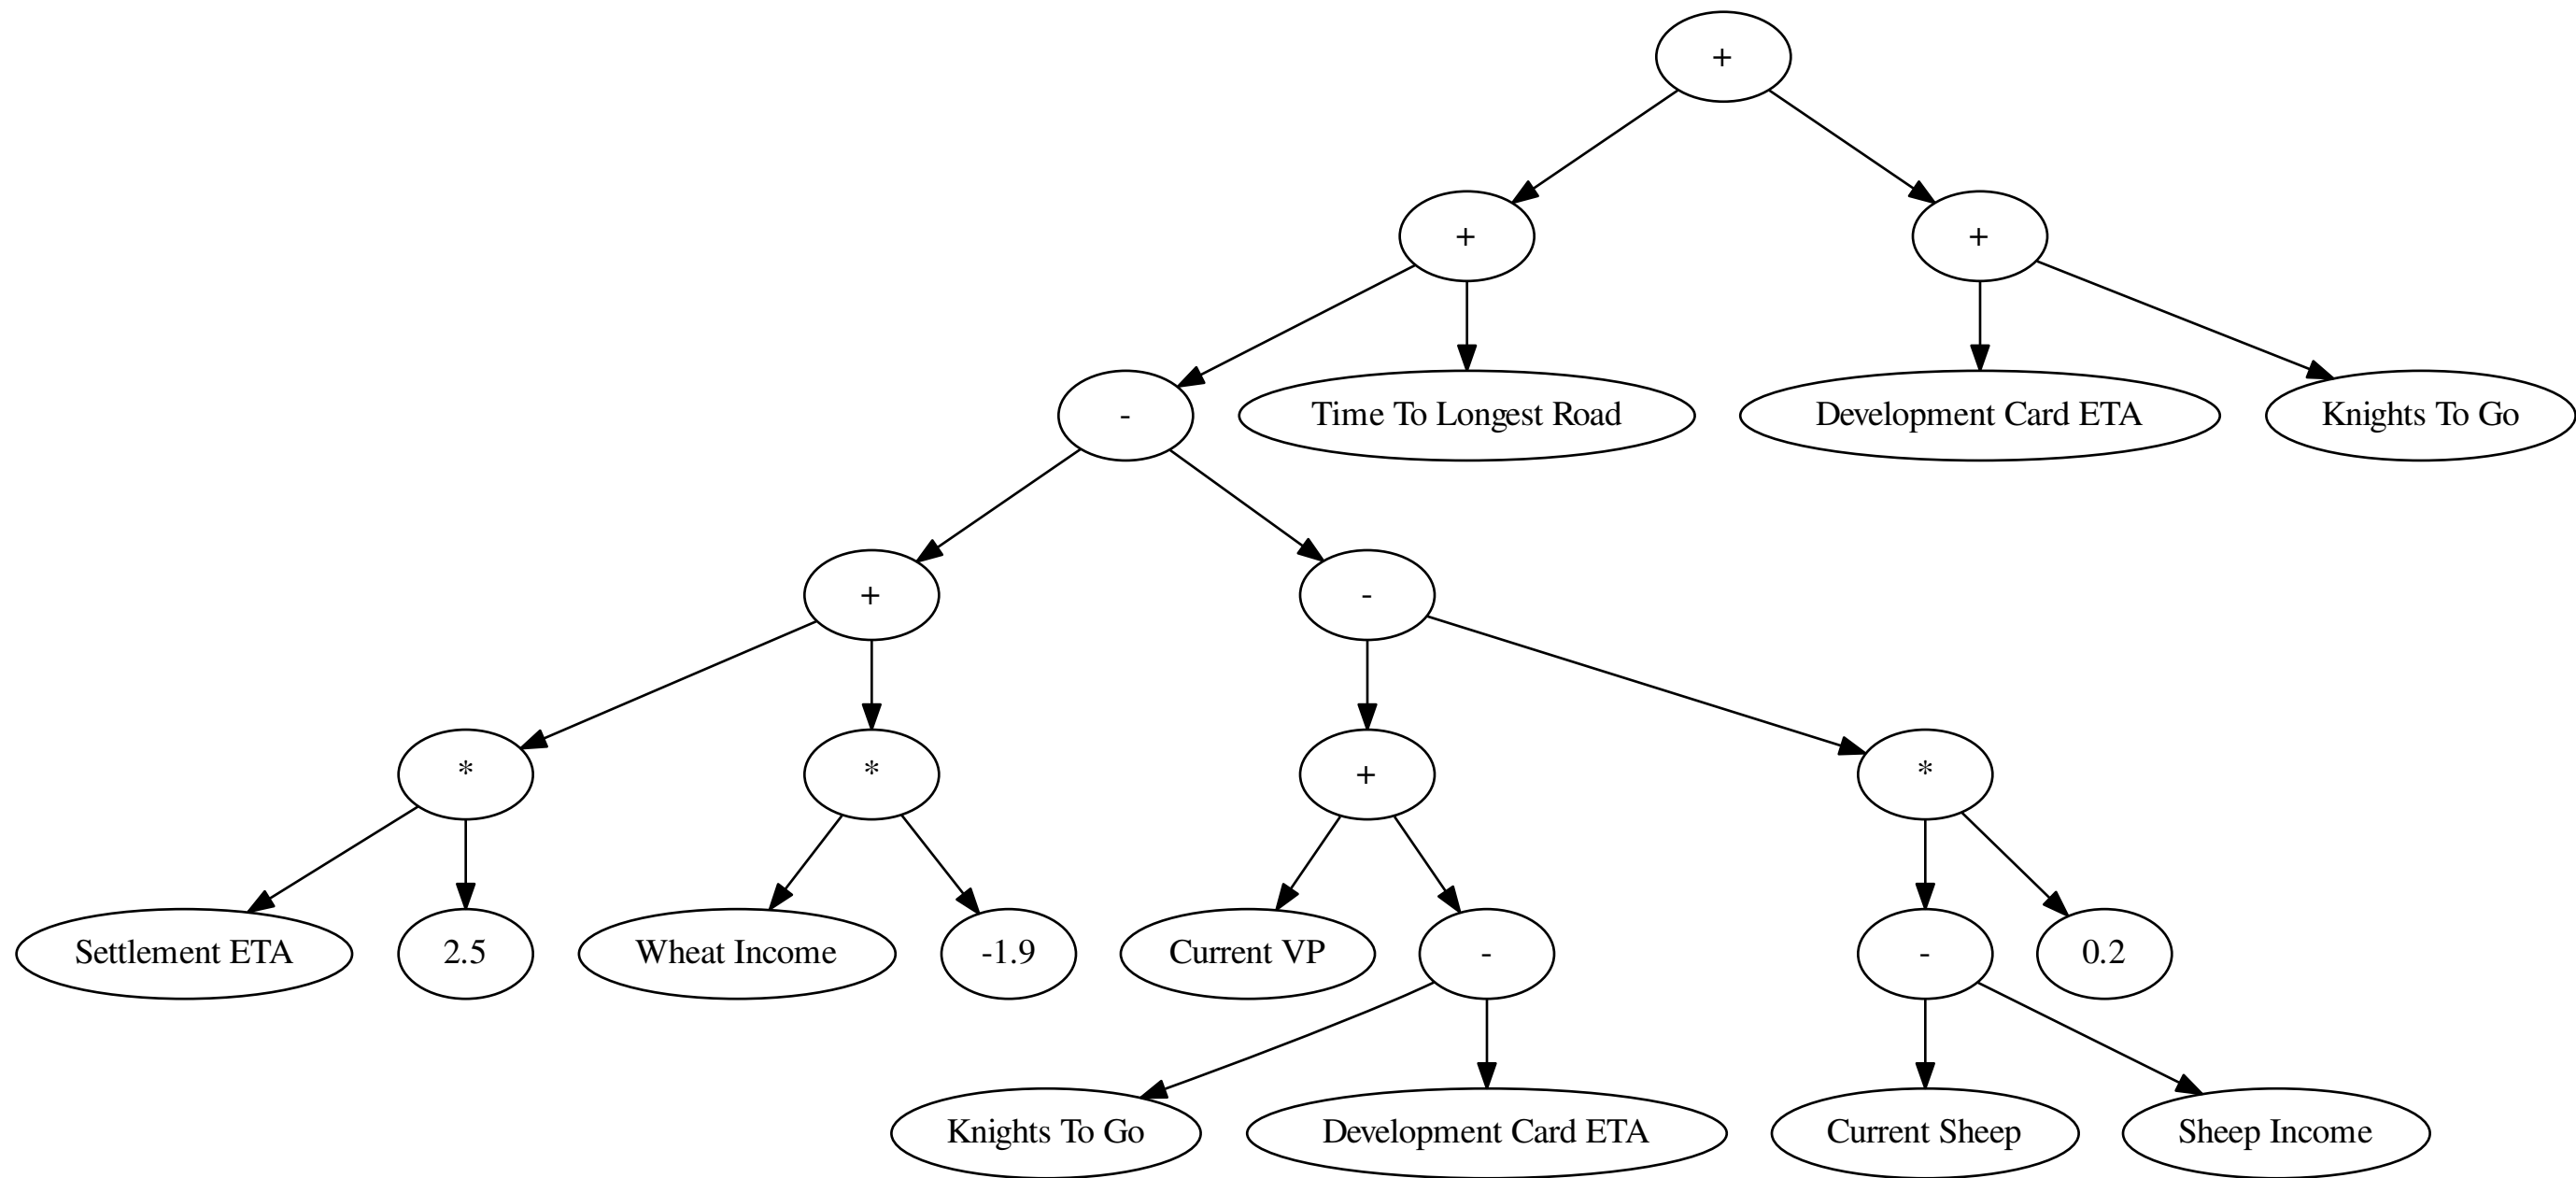 +
+
+
-
Time To Longest Road
Development Card ETA
Knights To Go
+
-
*
*
+
*
Settlement ETA
2.5
Wheat Income
-1.9
Current VP
-
-
0.2
Knights To Go
Development Card ETA
Current Sheep
Sheep Income